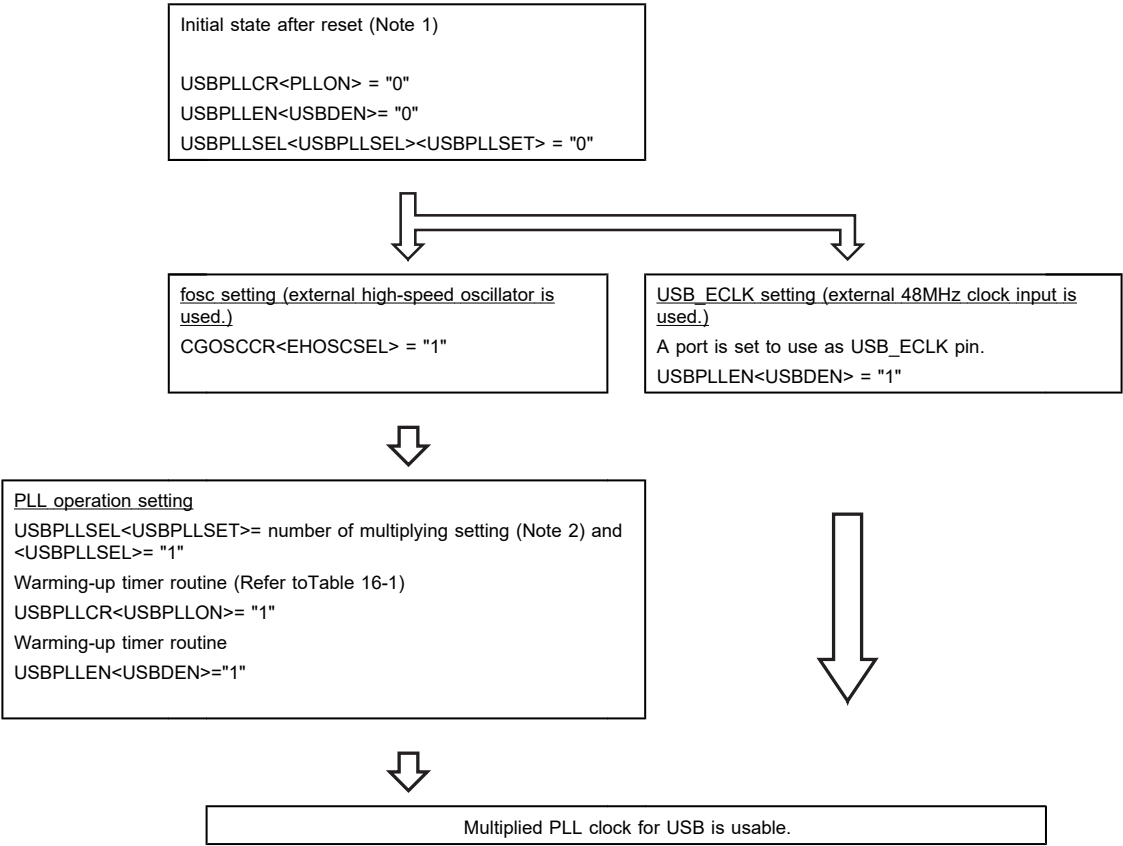 Initial state after reset (Note 1)
USBPLLCR<PLLON> = "0"
USBPLLEN<USBDEN>= "0"
USBPLLSEL<USBPLLSEL><USBPLLSET> = "0"
fosc setting (external high-speed oscillator is
used.)
CGOSCCR<EHOSCSEL> = "1"
USB_ECLK setting (external 48MHz clock input is
used.)
A port is set to use as USB_ECLK pin.
USBPLLEN<USBDEN> = "1"
PLL operation setting
USBPLLSEL<USBPLLSET>= number of multiplying setting (Note 2) and
<USBPLLSEL>= "1"
Warming-up timer routine (Refer toTable 16-1)
USBPLLCR<USBPLLON>= "1"
Warming-up timer routine
USBPLLEN<USBDEN>="1"
Multiplied PLL clock for USB is usable.